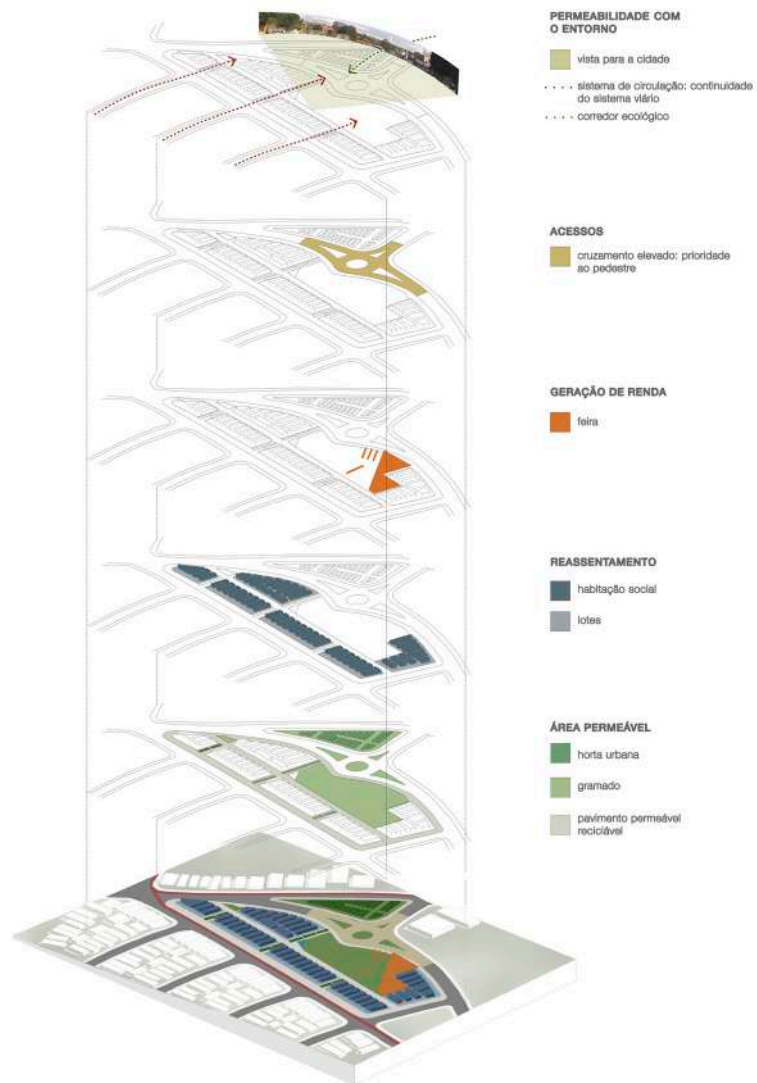 PERMEABILIDADE COM
O ENTORNO
vista para a cidade
sistema de circulação: continuidade
do sistema viário
corredor ecológico
ACESSOS
cruzamento elevado: prioridade
ao pedestre
GERAÇÃO DE RENDA
feira
REASSENTAMENTO
habitação social
lotes
ÁREA PERMEÁVEL
horta urbana
gramado
pavimento permeável
reciclável